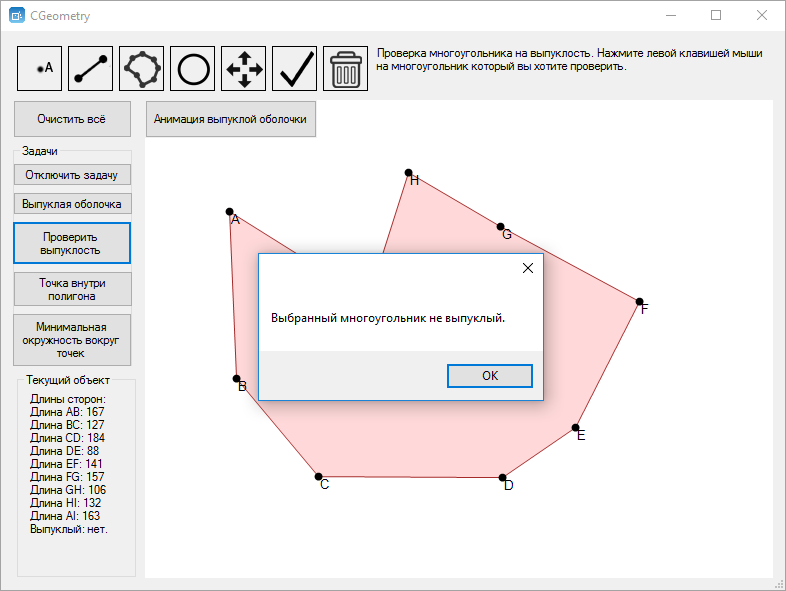 CGeometry
A
Проверка многоугольника на выпуклость. Нажмите левой клавишей мыши
на многоугольник который вы хотите проверить.
Очистить всё
Анимация выпуклой оболочки
Задачи
Отключить задачу
Выпуклая оболочка
Проверить
выпуклость
Точка внутри
полигона
Минимальная
окружность вокруг
точек
Текущий объект
Длины сторон:
Длина AB: 167
Длина BC: 127
Длина CD: 184
Длина DE: 88
Длина EF: 141
Длина FG: 157
Длина GH: 106
Длина HI: 132
Длина AI: 163
Выпуклый: нет.
H
A
G
F
Выбранный многоугольник не выпуклый.
OK
B
E
C
D